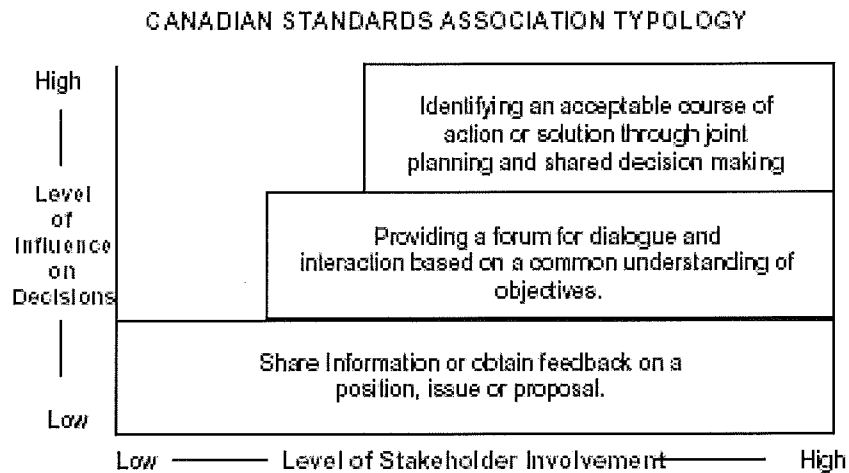 CANADIAN STANDARDS ASSOCIATION TYPOLOGY
High
Identifying an acceptable course of
action or solution through joint
planning and shared decision making
Level
of
Influence
on
Decisions
Providing a forum for dialogue and
interaction based on a common understanding of
objectives.
Share Information or obtain feedback on a
position, issue or proposal.
Low
Low Level of Stakeholder Involvement High